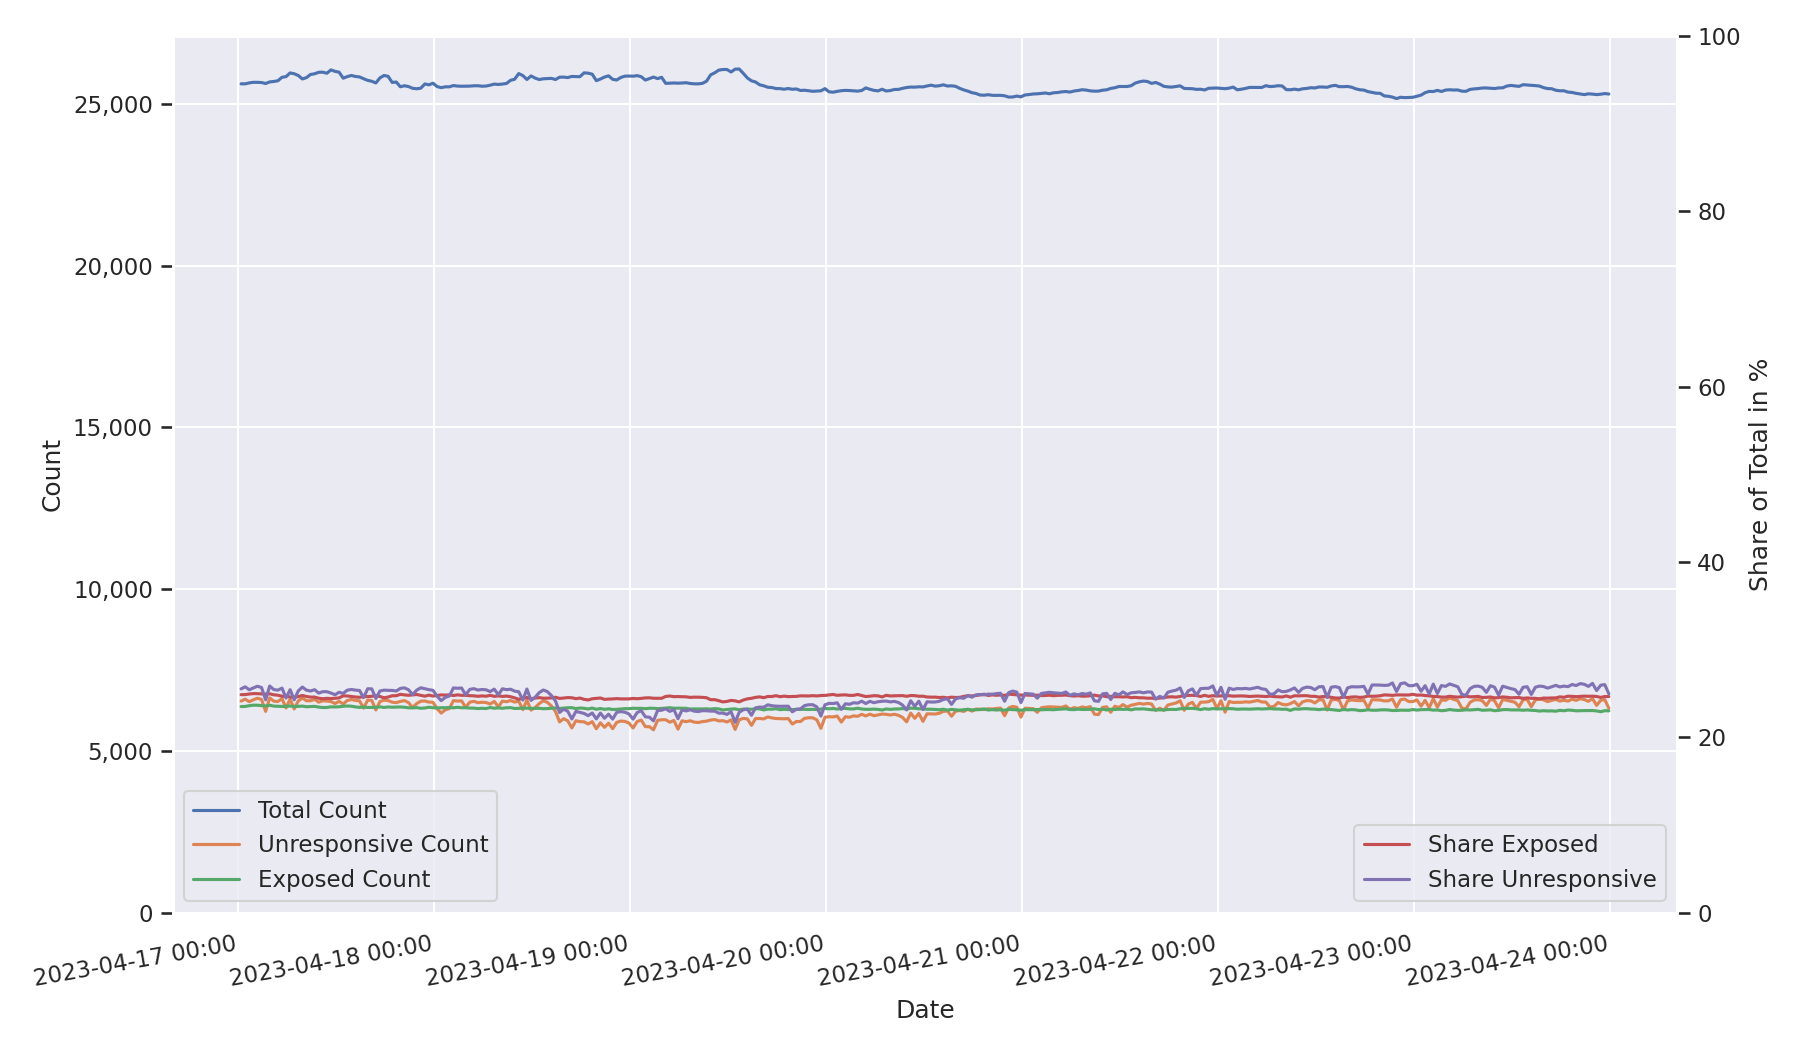 100
25,000
80
20,000
60
15,000
Count
Share of Total in %
40
10,000
20
5,000
Total Count
Unresponsive Count
Exposed Count
Share Exposed
Share Unresponsive
0
0
2023-04-17 00:00
2023-04-18 00:00
2023-04-19 00:00
2023-04-20 00:00
2023-04-21 00:00
2023-04-22 00:00
2023-04-23 00:00
2023-04-24 00:00
Date